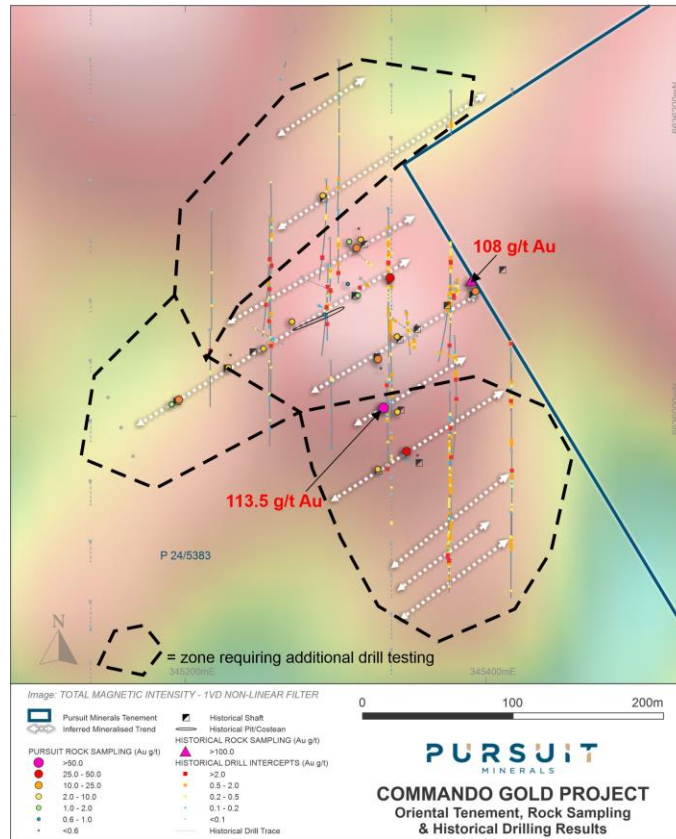 108 g/t Au
113.5 g/t Au
P 24/5383
N
= zone requiring additional drill testing
345200mE
345400mE
Image: TOTAL MAGNETIC INTENSITY - 1VD NON-LINEAR FILTER
Pursuit Minerals Tenement
Inferred Mineralised Trend
PURSUIT ROCK SAMPLING (Au g/t)
>50.0
25.0 - 50.0
10.0 - 25.0
2.0 - 10.0
1.0 - 2.0
0.6 - 1.0
<0.6
Historical Shaft
Historical Pit/Costean
HISTORICAL ROCK SAMPLING (Au g/t)
>100.0
HISTORICAL DRILL INTERCEPTS (Au g/t)
>2.0
0.5 - 2.0
0.2 - 0.5
0.1 - 0.2
<0.1
Historical Drill Trace
0 100 200m
PURSUIT
MINERALS
COMMANDO GOLD PROJECT
Oriental Tenement, Rock Sampling
& Historical Drilling Results